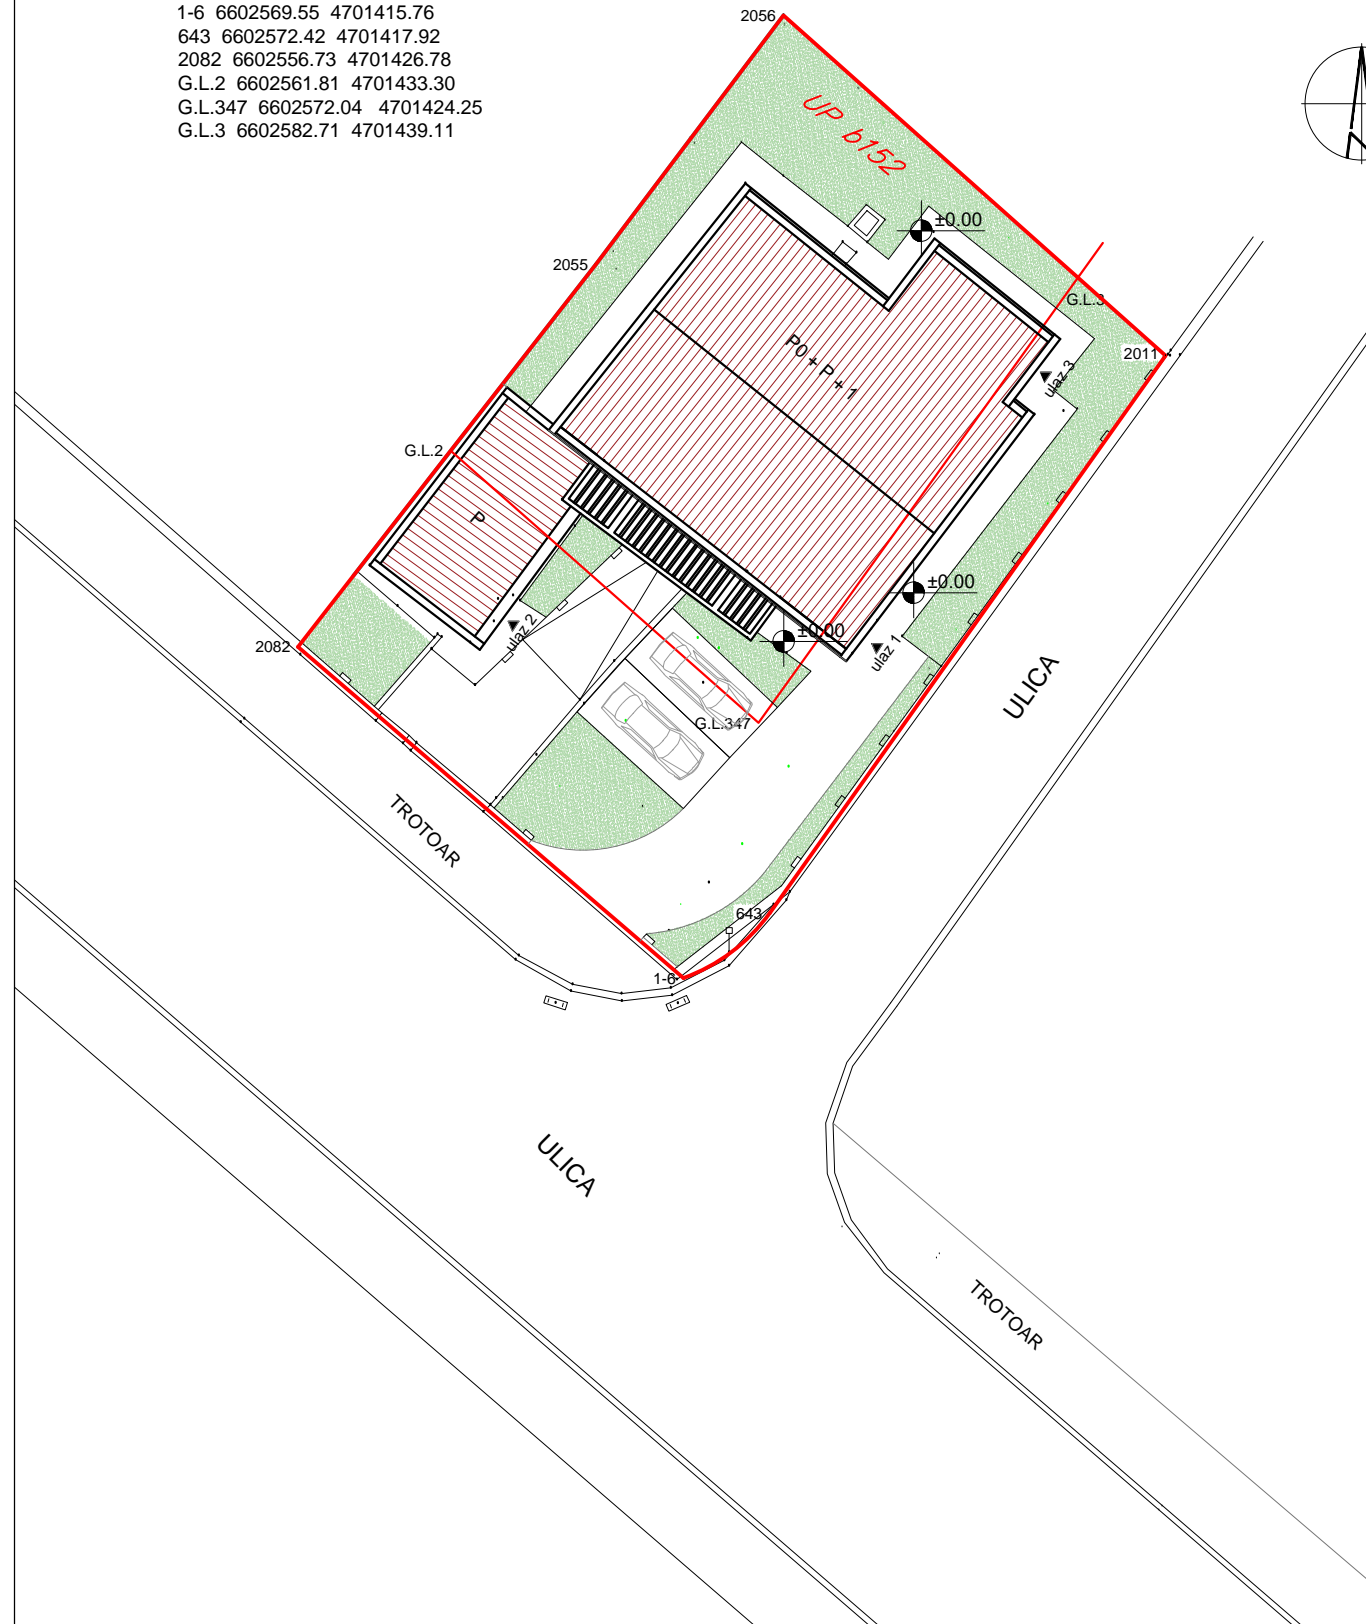 1-6 6602569.55 4701415.76
643 6602572.42 4701417.92
2082 6602556.73 4701426.78
G.L.2 6602561.81 4701433.30
G.L.347 6602572.04 4701424.25
G.L.3 6602582.71 4701439.11
2056
UP b152
±0.00
2055
G.L.3
2011
P0 + P + 1
ulaz 3
G.L.2
P
±0.00
ulaz 2
±0.00
ulaz 1
2082
ULICA
G.L.347
TROTOAR
643
1-6
ULICA
TROTOAR